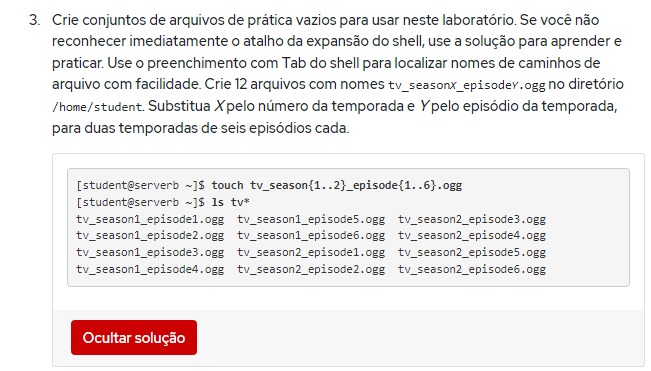 3. Crie conjuntos de arquivos de prática vazios para usar neste laboratório. Se você não
reconhecer imediatamente o atalho da expansão do shell, use a solução para aprender e
praticar. Use o preenchimento com Tab do shell para localizar nomes de caminhos de
arquivo com facilidade. Crie 12 arquivos com nomes tv_seasonX_episodeY.ogg no diretório
/home/student. Substitua X pelo número da temporada e Y pelo episódio da temporada,
para duas temporadas de seis episódios cada.
[student@serverb ~]$ touch tv_season{1..2}_episode{1..6}.ogg
[student@serverb ~]$ ls tv*
tv_season1_episode1.ogg tv_season1_episode5.ogg tv_season2_episode3.ogg
tv_season1_episode2.ogg tv_season1_episode6.ogg tv_season2_episode4.ogg
tv_season1_episode3.ogg tv_season2_episode1.ogg tv_season2_episode5.ogg
tv_season1_episode4.ogg tv_season2_episode2.ogg tv_season2_episode6.ogg
Ocultar solução